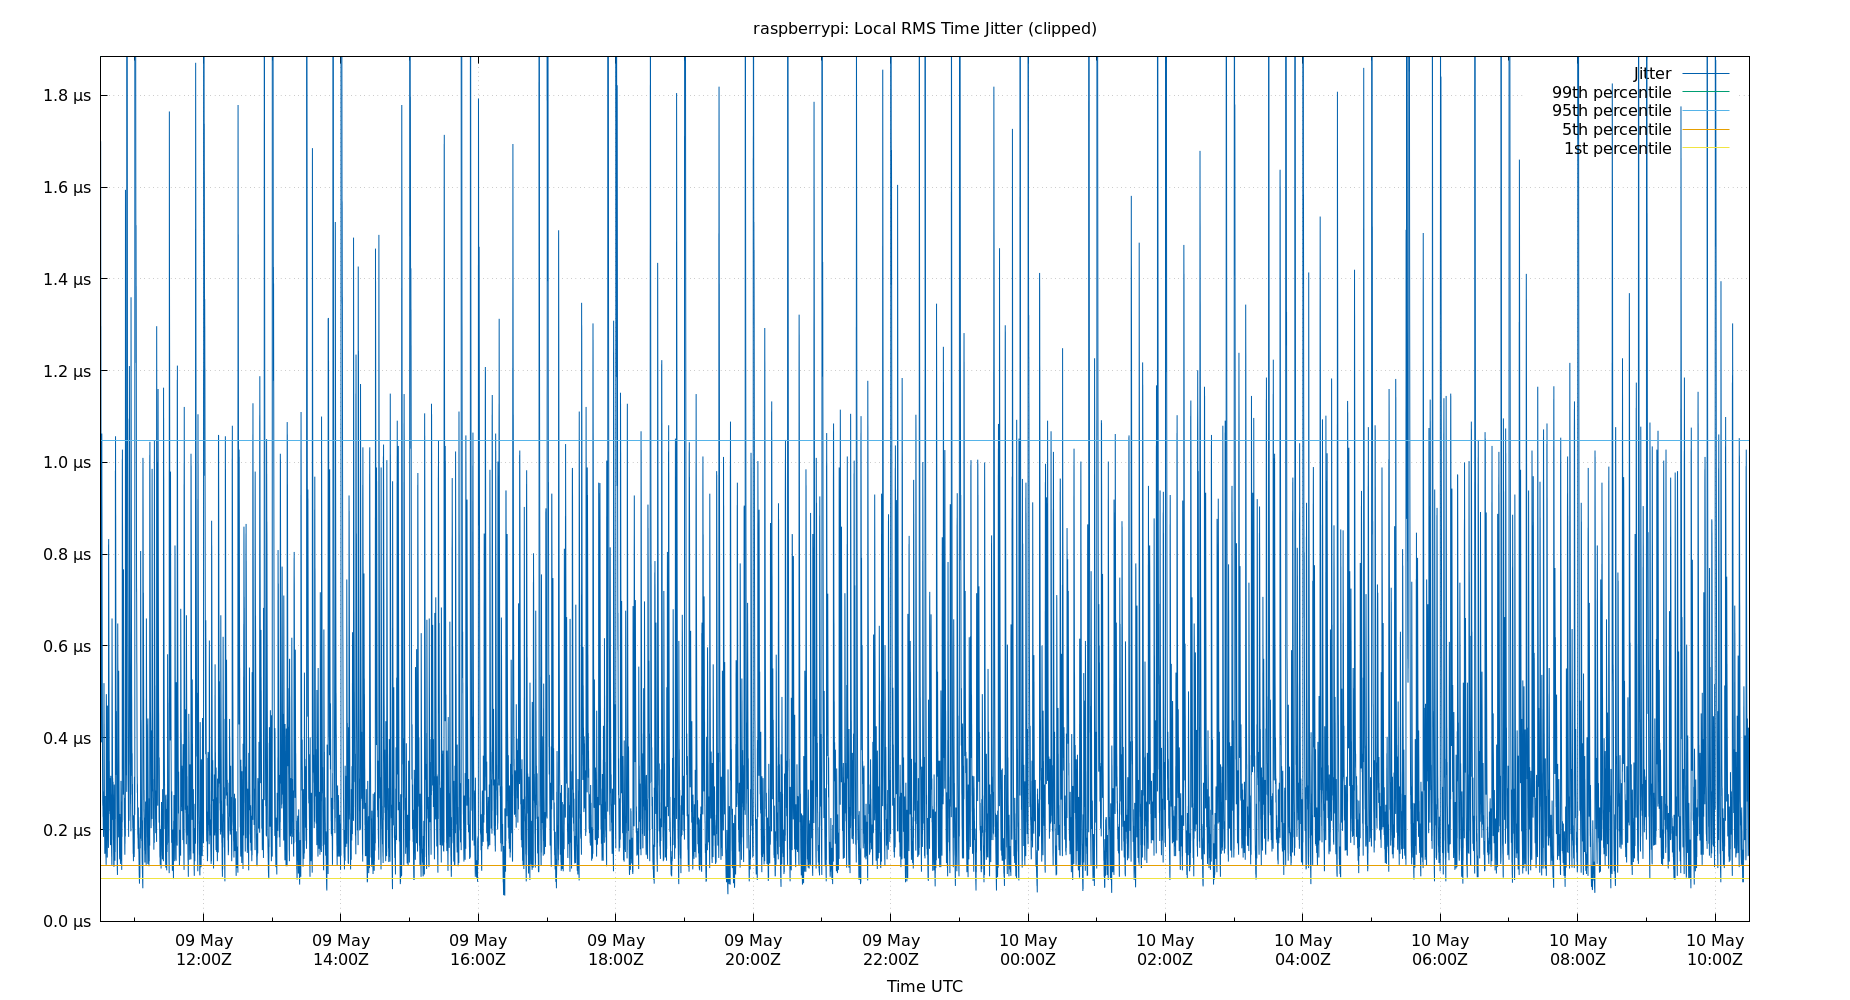 raspberrypi: Local RMS Time Jitter (clipped)
Jitter
99th percentile
95th percentile
5th percentile
1st percentile
1.8 µs
1.6 µs
1.4 µs
1.2 µs
1.0 µs
0.8 µs
0.6 µs
0.4 µs
0.2 µs
0.0 µs
09 May 09 May 09 May 09 May 09 May 09 May 10 May 10 May 10 May 10 May 10 May 10 May
12:00Z 14:00Z 16:00Z 18:00Z 20:00Z 22:00Z 00:00Z 02:00Z 04:00Z 06:00Z 08:00Z 10:00Z
Time UTC